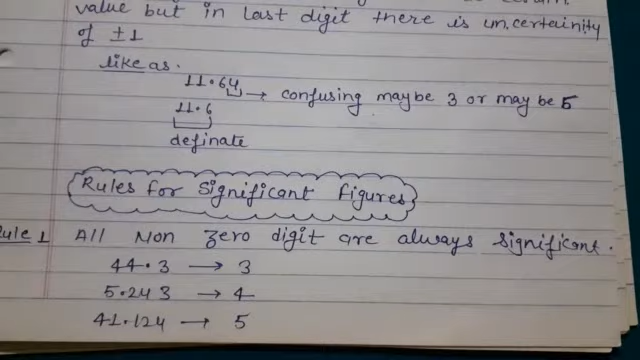 value but in last digit there is uncertainity
of ±1
like as.
11.64 → confusing maybe 3 or may be 5
11.6
definate
Rules for Significant figures
Rule 1 All Non zero digit are always significant.
44.3 → 3
5.243 → 4
41.124 → 5